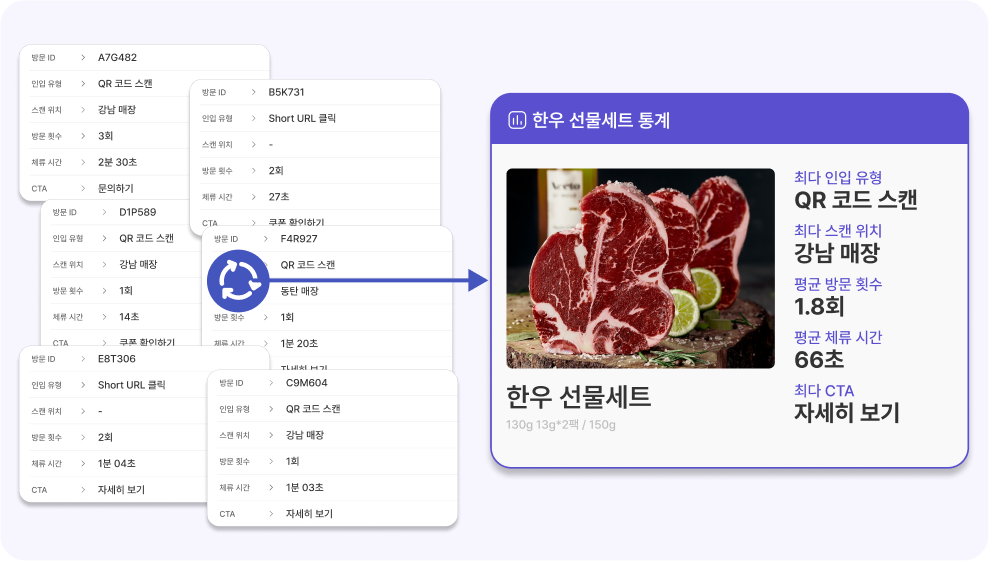 방문 ID > A7G482
인입 유형 > QR 코드 스캔
스캔 위치 > 강남 매장
방문 횟수 > 3회
체류 시간 > 2분 30초
CTA > 문의하기
방문 ID > B5K731
인입 유형 > Short URL 클릭
스캔 위치 > -
방문 횟수 > 2회
체류 시간 > 27초
CTA > 쿠폰 확인하기
방문 ID > D1P589
인입 유형 > QR 코드 스캔
스캔 위치 > 강남 매장
방문 횟수 > 1회
체류 시간 > 14초
CTA > 쿠폰 확인하기
방문 ID > F4R927
> QR 코드 스캔
동탄 매장
방문 횟수 > 1회
체류 시간 > 1분 20초
자세히 보기
방문 ID > E8T306
인입 유형 > Short URL 클릭
스캔 위치 > -
방문 횟수 > 2회
체류 시간 > 1분 04초
CTA > 자세히 보기
방문 ID > C9M604
인입 유형 > QR 코드 스캔
스캔 위치 > 강남 매장
방문 횟수 > 1회
체류 시간 > 1분 03초
CTA > 자세히 보기
한우 선물세트 통계
한우 선물세트
130g 13g*2팩 / 150g
최다 인입 유형
QR 코드 스캔
최다 스캔 위치
강남 매장
평균 방문 횟수
1.8회
평균 체류 시간
66초
최다 CTA
자세히 보기